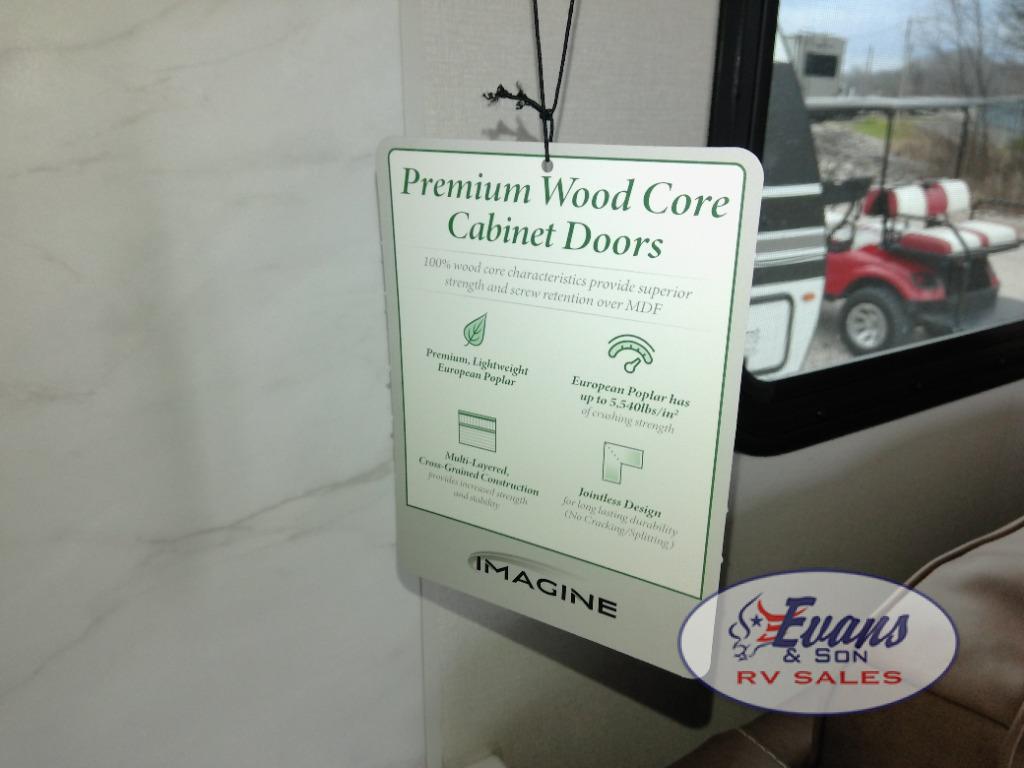 Premium Wood Core
Cabinet Doors
100% wood core characteristics provide superior
strength and screw retention over MDF
Premium, Lightweight
European Poplar
European Poplar has
up to 5,540lbs/in²
of crushing strength
Multi-Layered,
Cross-Grained Construction
provides increased strength
and stability
Jointless Design
for long lasting durability
(No Cracking/Splitting)
IMAGINE
Evans
& SON
RV SALES